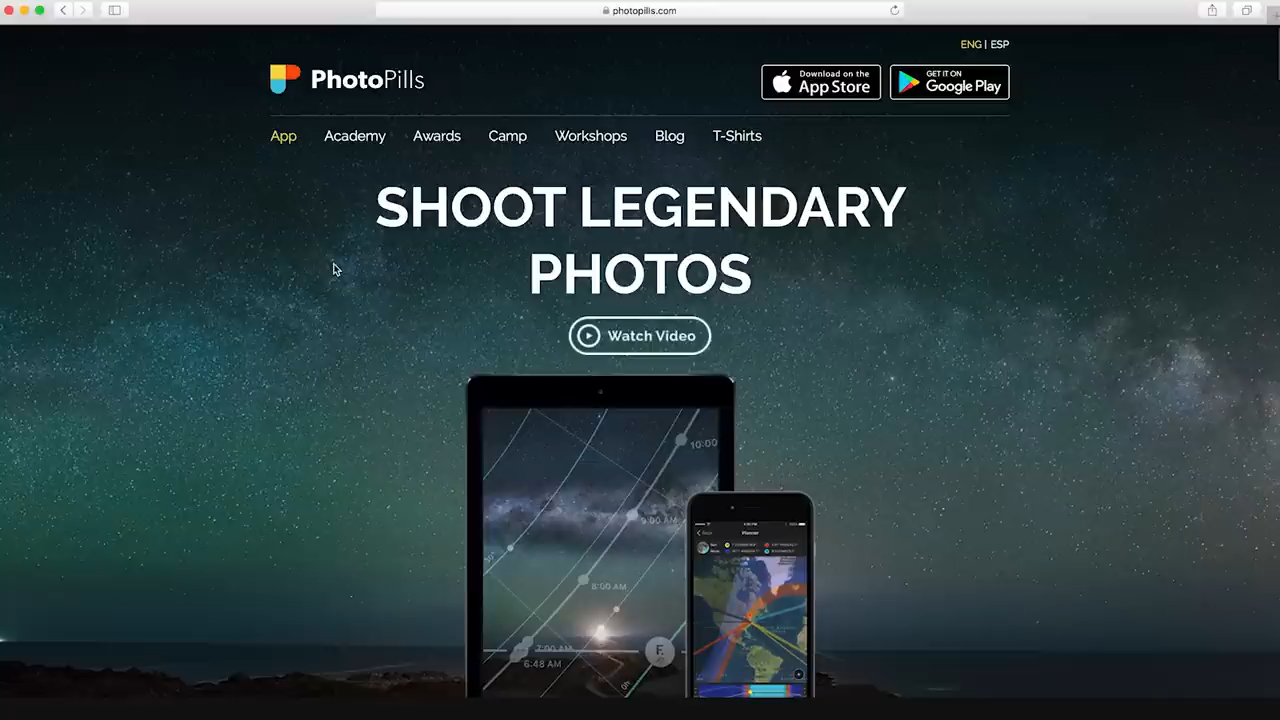 photopills.com
ENG | ESP
PhotoPills
Download on the
App Store
GET IT ON
Google Play
App Academy Awards Camp Workshops Blog T-Shirts
SHOOT LEGENDARY
PHOTOS
Watch Video
10:00
9:00 AM
8:00 AM
7:00 AM
6:48 AM
0h
Planner